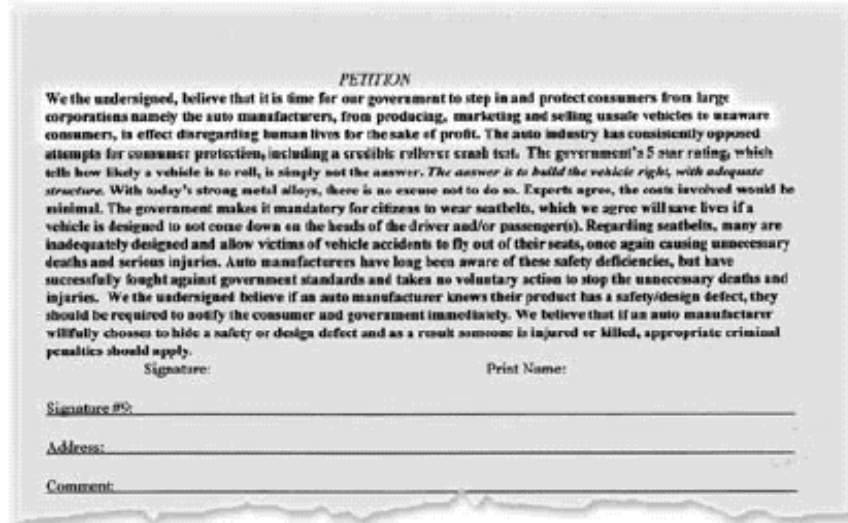 PETITION
We the undersigned, believe that it is time for our government to step in and protect consumers from large
corporations namely the auto manufacturers, from producing, marketing and selling unsafe vehicles to unaware
consumers, in effect disregarding human lives for the sake of profit. The auto industry has consistently opposed
attempts for consumer protection, including a credible rollover crash test. The government's 5 star rating, which
tells how likely a vehicle is to roll, is simply not the answer. The answer is to build the vehicle right, with adequate
structure. With today's strong metal alloys, there is no excuse not to do so. Experts agree, the costs involved would be
minimal. The government makes it mandatory for citizens to wear seatbelts, which we agree will save lives if a
vehicle is designed to not come down on the heads of the driver and/or passenger(s). Regarding seatbelts, many are
inadequately designed and allow victims of vehicle accidents to fly out of their seats, once again causing unnecessary
deaths and serious injuries. Auto manufacturers have long been aware of these safety deficiencies, but have
successfully fought against government standards and taken no voluntary action to stop the unnecessary deaths and
injuries. We the undersigned believe if an auto manufacturer knows their product has a safety/design defect, they
should be required to notify the consumer and government immediately. We believe that if an auto manufacturer
willfully chooses to hide a safety or design defect and as a result someone is injured or killed, appropriate criminal
penalties should apply.
Signature: Print Name:
Signature #9:
Address:
Comment: